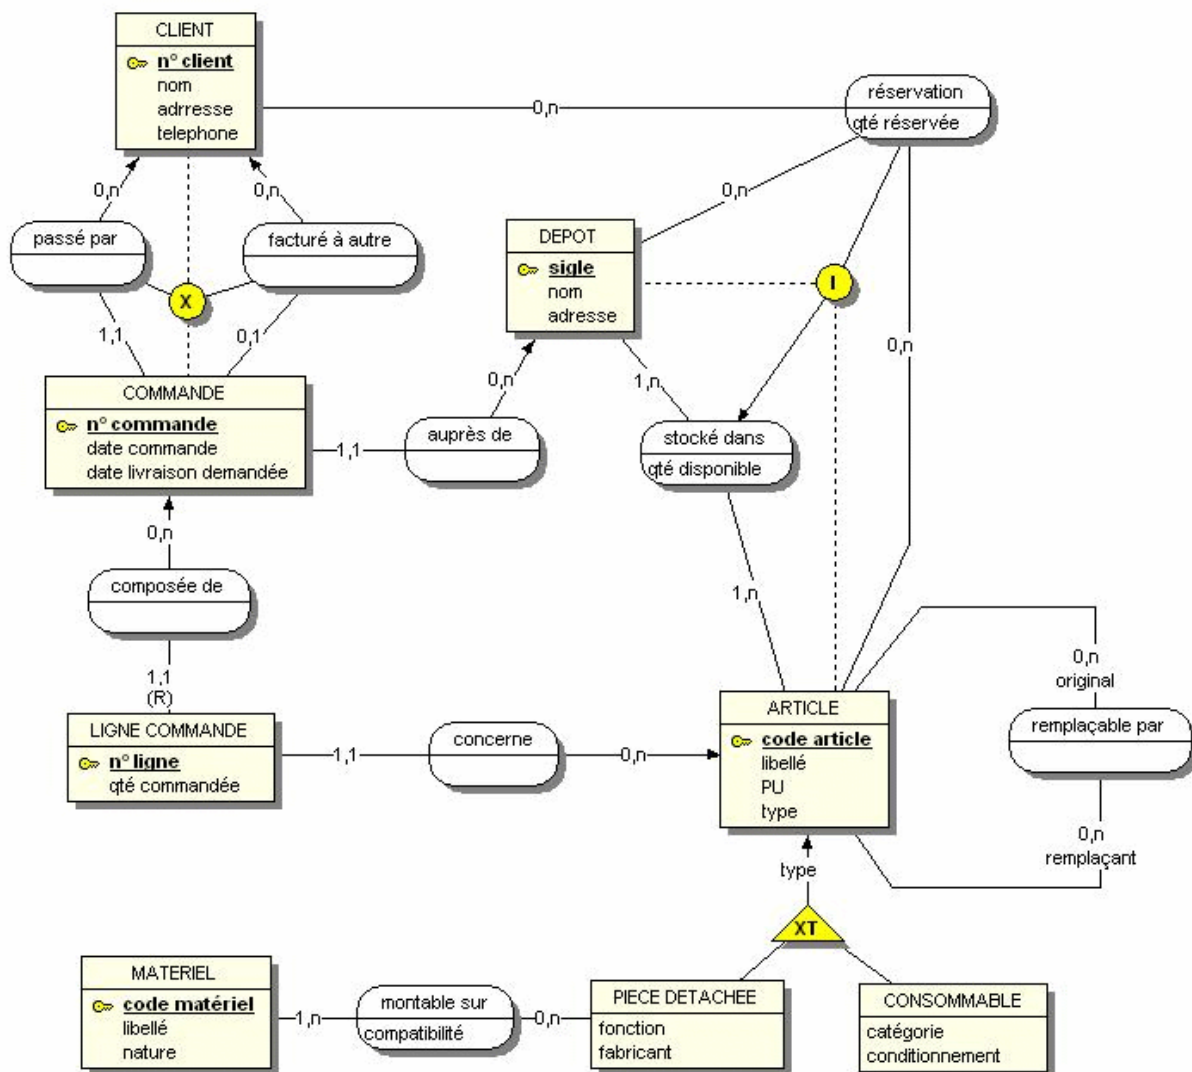 CLIENT
n° client
nom
adrresse
telephone
0,n
réservation
qté réservée
0,n
0,n
passé par
facturé à autre
X
1,1
0,1
0,n
DEPOT
sigle
nom
adresse
I
0,n
COMMANDE
n° commande
date commande
date livraison demandée
1,1
auprès de
0,n
1,n
stocké dans
qté disponible
1,n
0,n
composée de
1,1
(R)
LIGNE COMMANDE
n° ligne
qté commandée
1,1
concerne
0,n
ARTICLE
code article
libellé
PU
type
0,n
original
remplaçable par
0,n
remplaçant
type
XT
MATERIEL
code matériel
libellé
nature
1,n
montable sur
compatibilité
0,n
PIECE DETACHEE
fonction
fabricant
CONSOMMABLE
catégorie
conditionnement